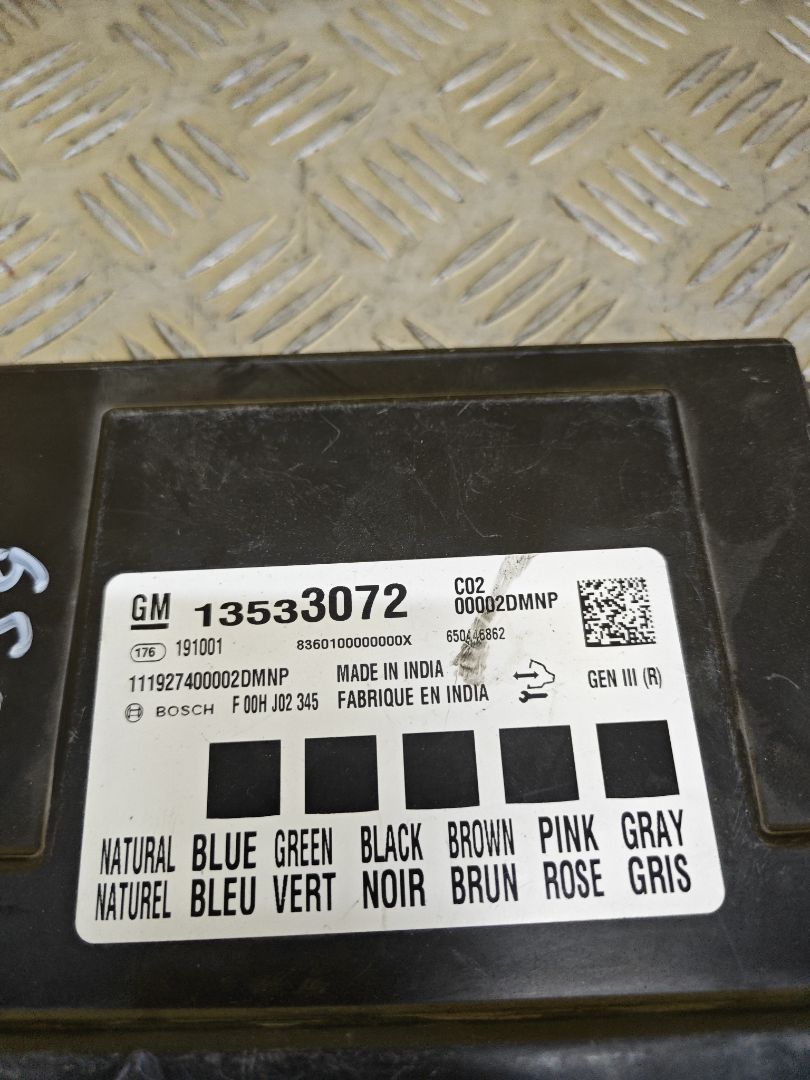 GM 13533072 C02
00002DMNP
176 191001 8360100000000X 650446862
111927400002DMNP MADE IN INDIA
BOSCH F 00H J02 345 FABRIQUE EN INDIA GEN III (R)
NATURAL BLUE GREEN BLACK BROWN PINK GRAY
NATUREL BLEU VERT NOIR BRUN ROSE GRIS